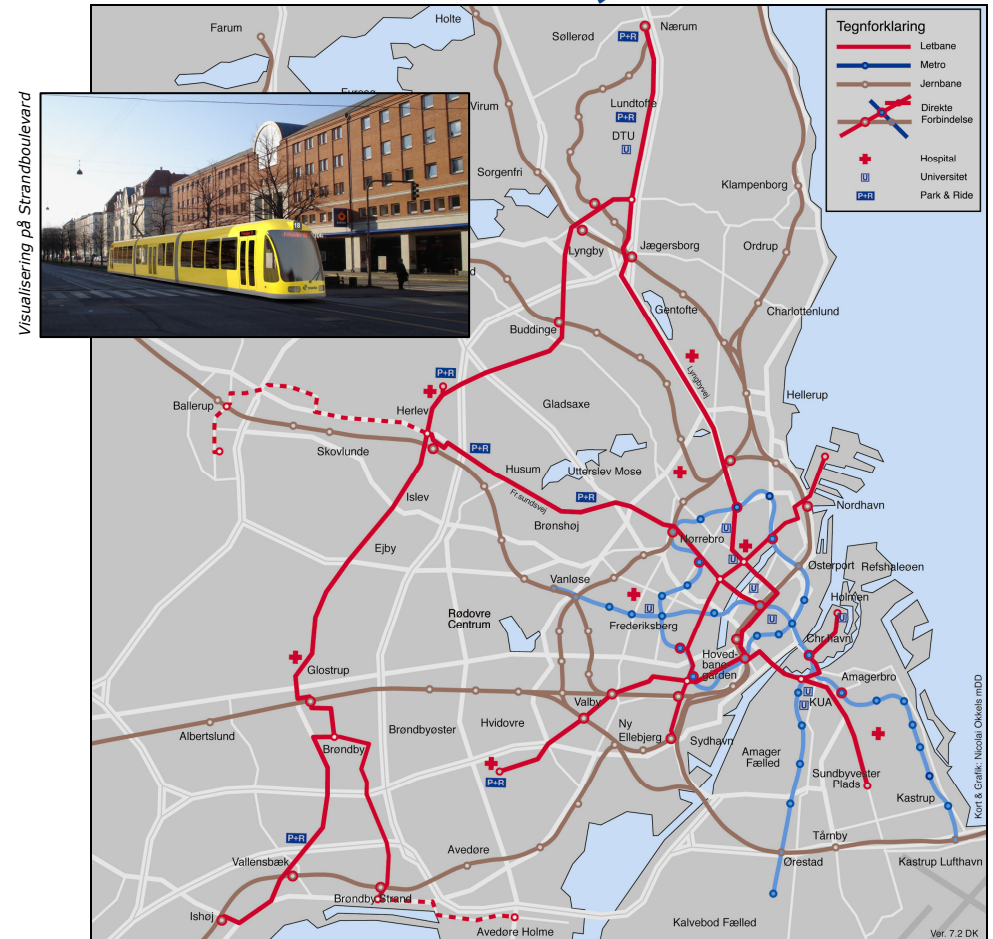 Holte
Farum
Søllerød
P+R
Nærum
Tegnforklaring
Letbane
Metro
Jernbane
Direkte
Forbindelse
Hospital
U
Universitet
P+R
Park & Ride
Visualisering på Strandboulevard
Virum
Lundtofte
P+R
DTU
U
Sorgenfri
Klampenborg
18
Lyngby
Jægersborg
Ordrup
d
Gentofte
Charlottenlund
Buddinge
Lyngbyvej
P+R
Hellerup
Ballerup
Herlev
Gladsaxe
Skovlunde
P+R
Husum
Utterslev Mose
Islev
Fr.sundsvej
P+R
Brønshøj
Nordhavn
Nørrebro
U
Ejby
Østerport
Refshaleøen
U
Vanløse
U
Holmen
Rødovre
Centrum
U
Frederiksberg
U
U
Chr.havn
Glostrup
Hoved-
bane
gården
Amagerbro
U
U
KUA
Valby
Albertslund
Brøndbyøster
Hvidovre
Ny
Ellebjerg
Sydhavn
Brøndby
Amager
Fælled
P+R
Sundbyvester
Plads
Kastrup
P+R
Tårnby
Vallensbæk
Avedøre
Ørestad
Kastrup Lufthavn
Brøndby Strand
Ishøj
Avedøre Holme
Kalvebod Fælled
Kort & Grafik: Nicolai Okkels mDD
Ver. 7.2 DK